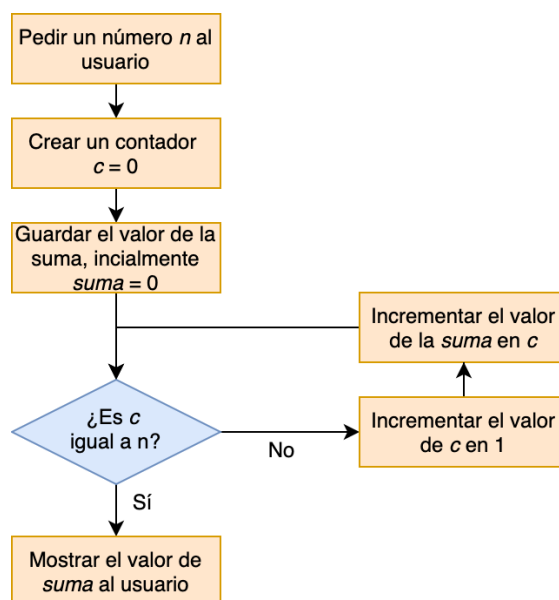 Pedir un número n al
usuario
Crear un contador
c = 0
Guardar el valor de la
suma, incialmente
suma = 0
Incrementar el valor
de la suma en c
¿Es c
igual a n?
No
Incrementar el valor
de c en 1
Sí
Mostrar el valor de
suma al usuario